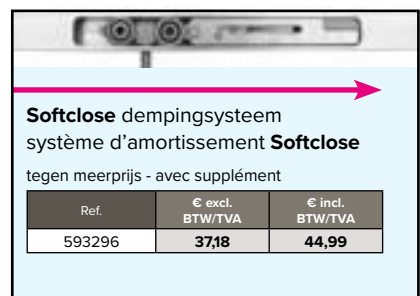 Softclose dempingsysteem
système d’amortissement Softclose
tegen meerprijs - avec supplément
Ref. € excl. BTW/TVA € incl. BTW/TVA
593296 37,18 44,99